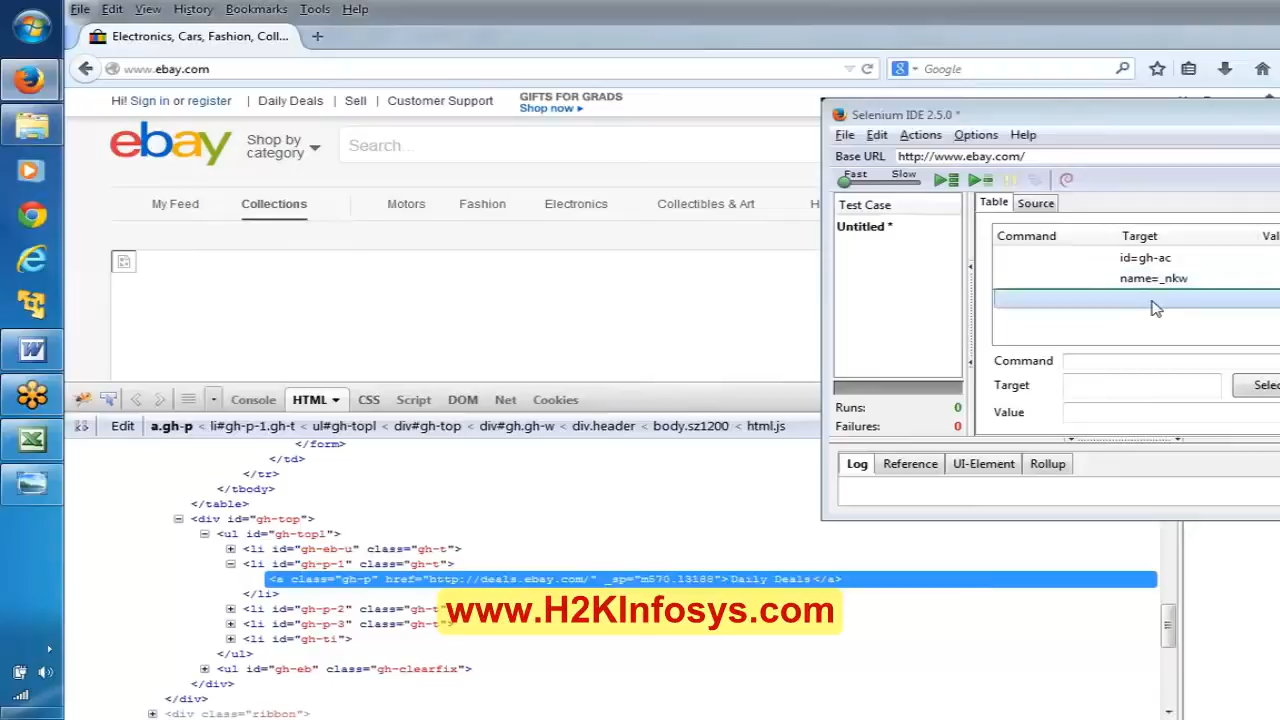 File Edit View History Bookmarks Tools Help
Electronics, Cars, Fashion, Coll... +
www.ebay.com
Google
Hi! Sign in or register | Daily Deals | Sell | Customer Support
GIFTS FOR GRADS
Shop now ▸
ebay
Shop by
category
Search...
My Feed Collections Motors Fashion Electronics Collectibles & Art H
Selenium IDE 2.5.0 *
File Edit Actions Options Help
Base URL http://www.ebay.com/
Fast Slow
Test Case
Untitled *
Table Source
Command Target Val
id=gh-ac
name=_nkw
Command
Target Selec
Value
Runs: 0
Failures: 0
Log Reference UI-Element Rollup
Console HTML CSS Script DOM Net Cookies
Edit a.gh-p < li#gh-p-1.gh-t < ul#gh-topl < div#gh-top < div#gh.gh-w < div.header < body.sz1200 < html.js
</form>
</td>
</tr>
</tbody>
</table>
<div id="gh-top">
<ul id="gh-topl">
<li id="gh-eb-u" class="gh-t">
<li id="gh-p-1" class="gh-t">
<a class="gh-p" href="http://deals.ebay.com/" _sp="m570.l3188">Daily Deals</a>
</li>
<li id="gh-p-2" class="gh-t
<li id="gh-p-3" class="gh-t
<li id="gh-ti">
</ul>
<ul id="gh-eb" class="gh-clearfix">
</div>
</div>
<div class="ribbon">
www.H2KInfosys.com